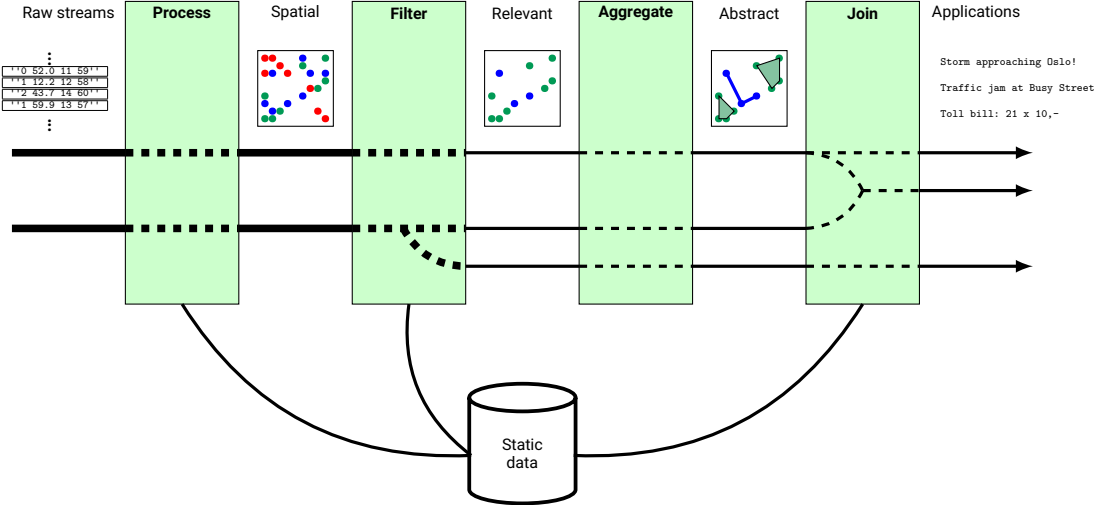 Raw streams
Process
Spatial
Filter
Relevant
Aggregate
Abstract
Join
Applications
''0 52.0 11 59''
''1 12.2 12 58''
''2 43.7 14 60''
''1 59.9 13 57''
Storm approaching Oslo!
Traffic jam at Busy Street
Toll bill: 21 x 10,-
Static
data